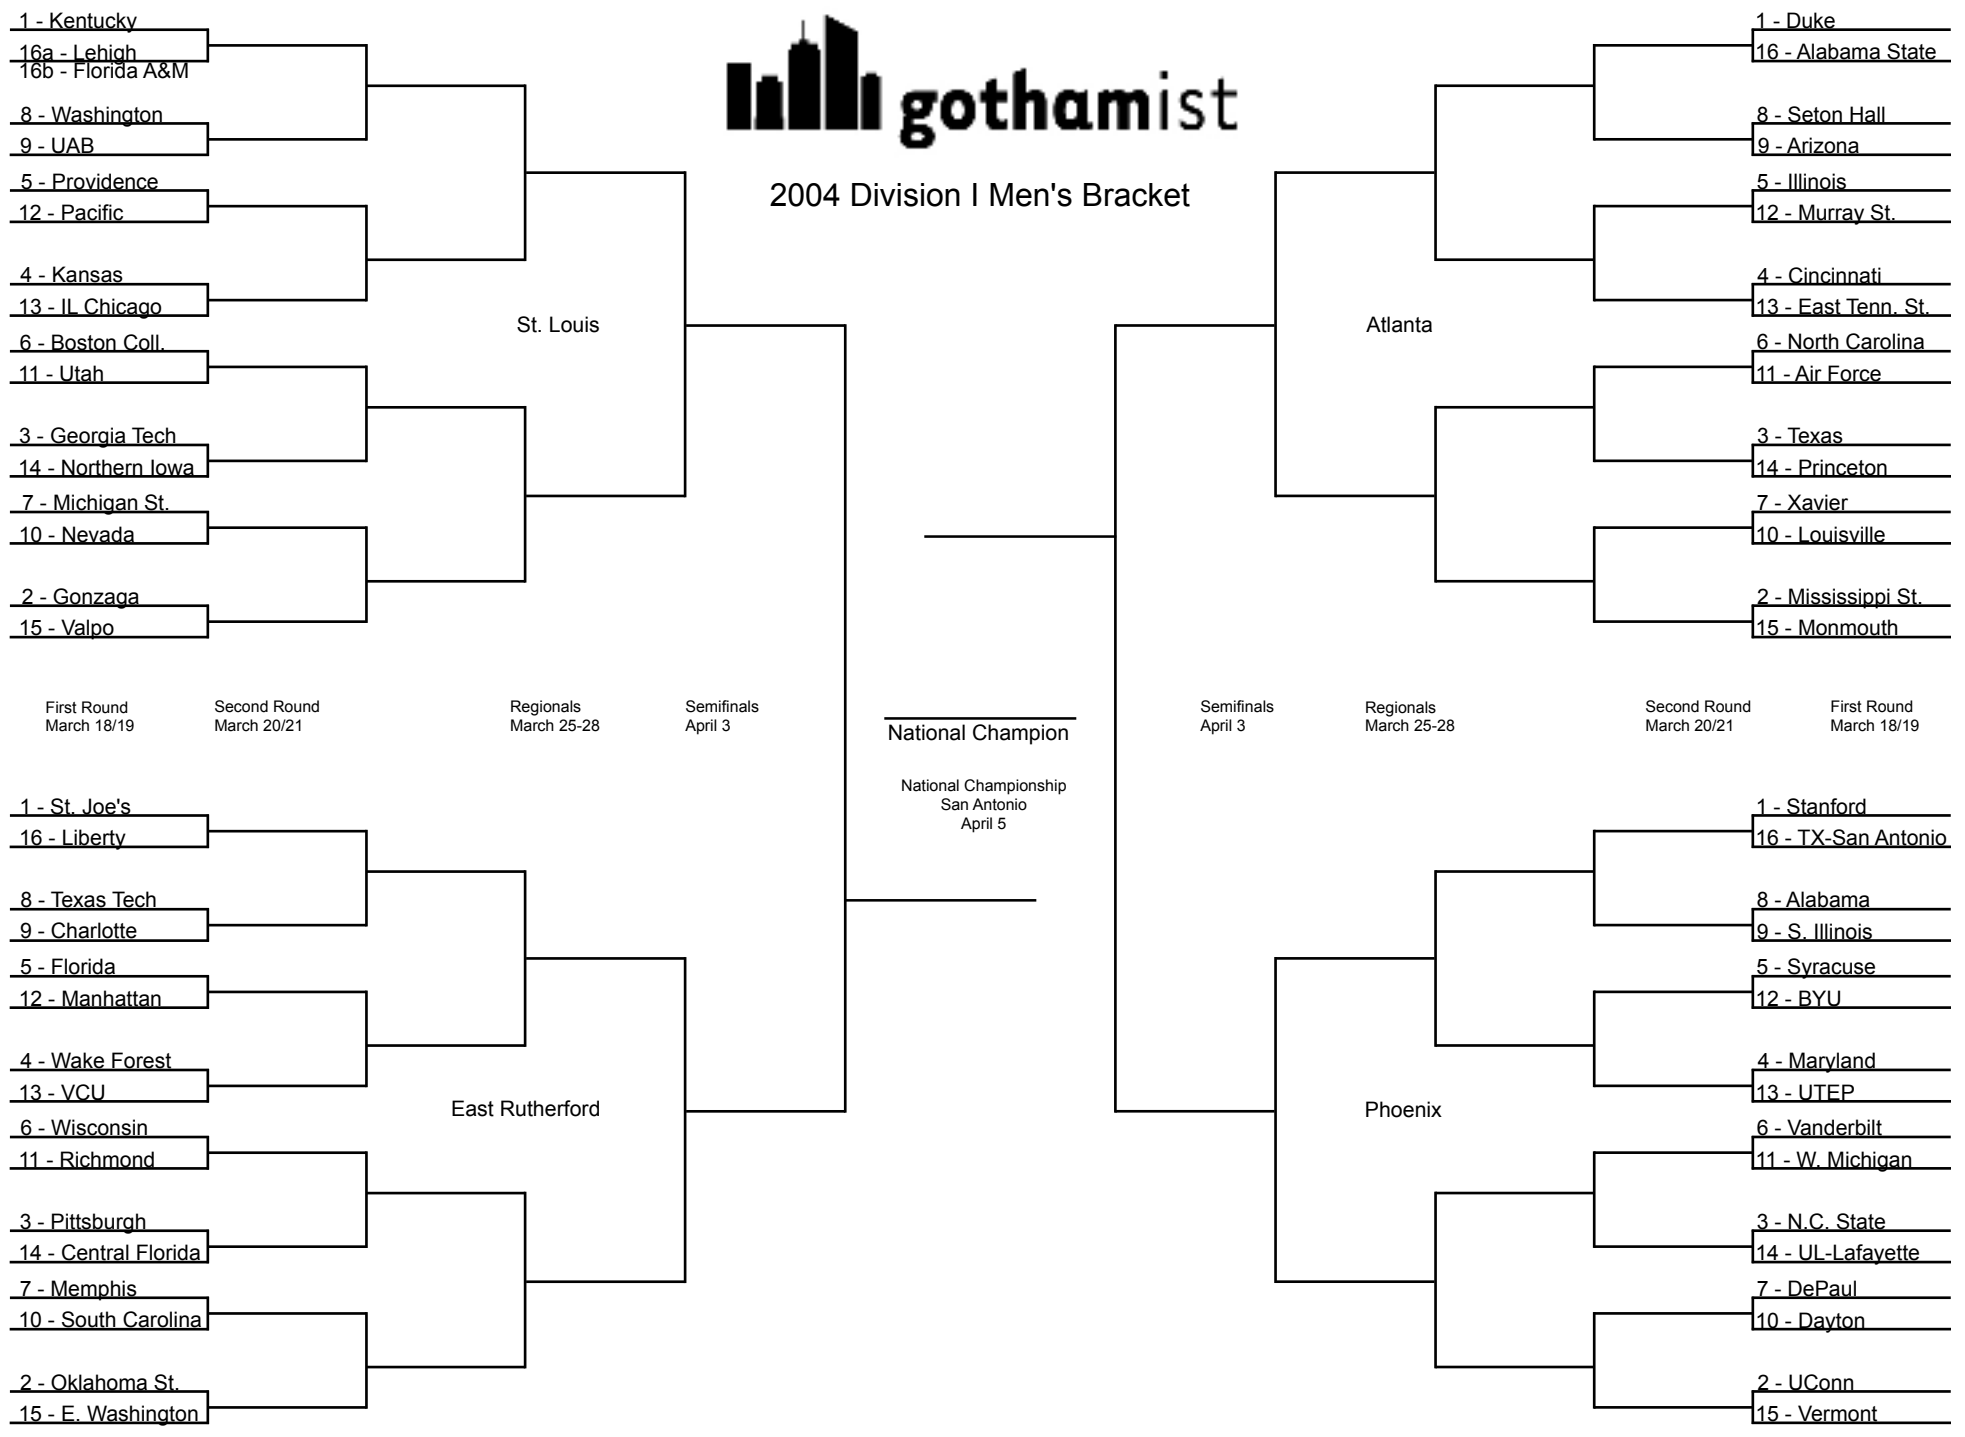 1 - Kentucky
16a - Lehigh
16b - Florida A&M
8 - Washington
9 - UAB
5 - Providence
12 - Pacific
4 - Kansas
13 - IL Chicago
6 - Boston Coll.
11 - Utah
3 - Georgia Tech
14 - Northern Iowa
7 - Michigan St.
10 - Nevada
2 - Gonzaga
15 - Valpo
St. Louis
gothamist
2004 Division I Men's Bracket
1 - Duke
16 - Alabama State
8 - Seton Hall
9 - Arizona
5 - Illinois
12 - Murray St.
4 - Cincinnati
13 - East Tenn. St.
6 - North Carolina
11 - Air Force
3 - Texas
14 - Princeton
7 - Xavier
10 - Louisville
2 - Mississippi St.
15 - Monmouth
Atlanta
First Round
March 18/19
Second Round
March 20/21
Regionals
March 25-28
Semifinals
April 3
National Champion
National Championship
San Antonio
April 5
Semifinals
April 3
Regionals
March 25-28
Second Round
March 20/21
First Round
March 18/19
1 - St. Joe's
16 - Liberty
8 - Texas Tech
9 - Charlotte
5 - Florida
12 - Manhattan
4 - Wake Forest
13 - VCU
6 - Wisconsin
11 - Richmond
3 - Pittsburgh
14 - Central Florida
7 - Memphis
10 - South Carolina
2 - Oklahoma St.
15 - E. Washington
East Rutherford
1 - Stanford
16 - TX-San Antonio
8 - Alabama
9 - S. Illinois
5 - Syracuse
12 - BYU
4 - Maryland
13 - UTEP
6 - Vanderbilt
11 - W. Michigan
3 - N.C. State
14 - UL-Lafayette
7 - DePaul
10 - Dayton
2 - UConn
15 - Vermont
Phoenix